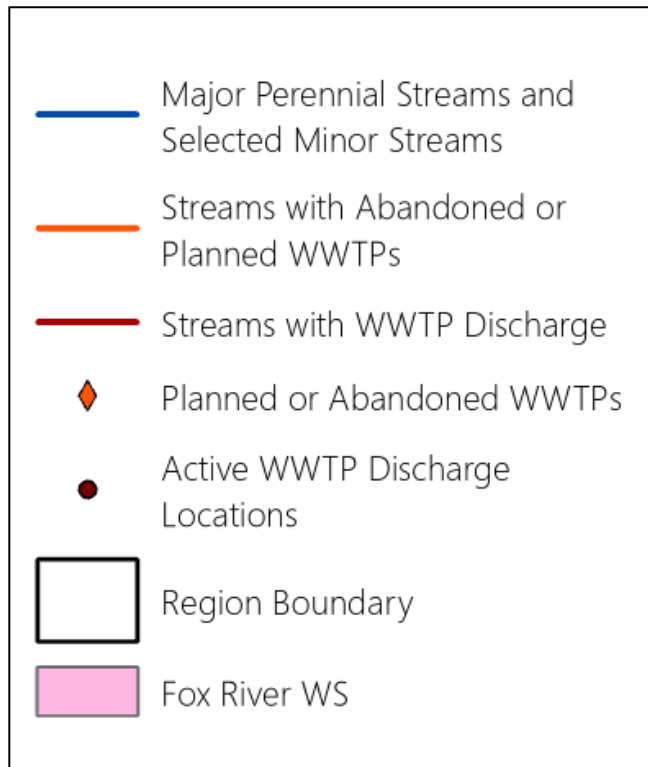 Major Perennial Streams and
Selected Minor Streams
Streams with Abandoned or
Planned WWTPs
Streams with WWTP Discharge
Planned or Abandoned WWTPs
Active WWTP Discharge
Locations
Region Boundary
Fox River WS